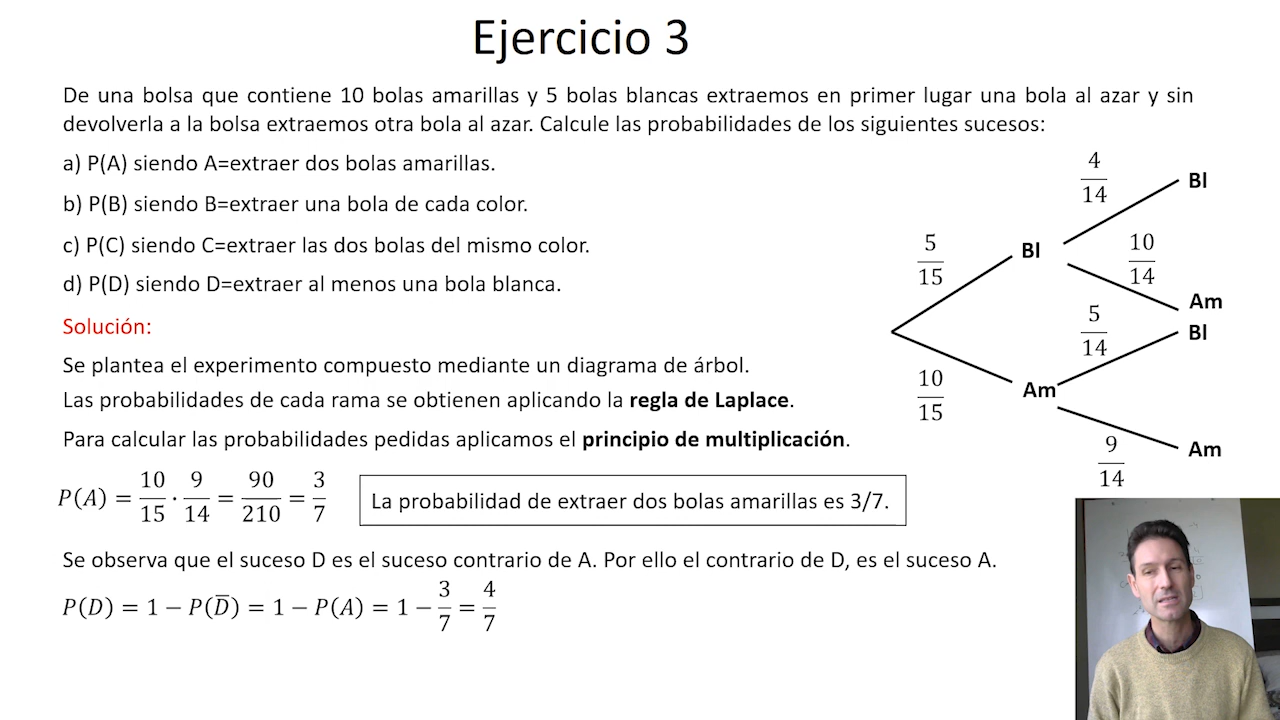 Ejercicio 3
De una bolsa que contiene 10 bolas amarillas y 5 bolas blancas extraemos en primer lugar una bola al azar y sin
devolverla a la bolsa extraemos otra bola al azar. Calcule las probabilidades de los siguientes sucesos:
a) P(A) siendo A=extraer dos bolas amarillas.
b) P(B) siendo B=extraer una bola de cada color.
c) P(C) siendo C=extraer las dos bolas del mismo color.
d) P(D) siendo D=extraer al menos una bola blanca.
Solución:
Se plantea el experimento compuesto mediante un diagrama de árbol.
Las probabilidades de cada rama se obtienen aplicando la regla de Laplace.
Para calcular las probabilidades pedidas aplicamos el principio de multiplicación.
4/14
Bl
5/15
Bl
10/14
Am
5/14
Bl
10/15
Am
9/14
Am
P(A) = 10/15 · 9/14 = 90/210 = 3/7
La probabilidad de extraer dos bolas amarillas es 3/7.
Se observa que el suceso D es el suceso contrario de A. Por ello el contrario de D, es el suceso A.
P(D) = 1 − P(D̅) = 1 − P(A) = 1 − 3/7 = 4/7